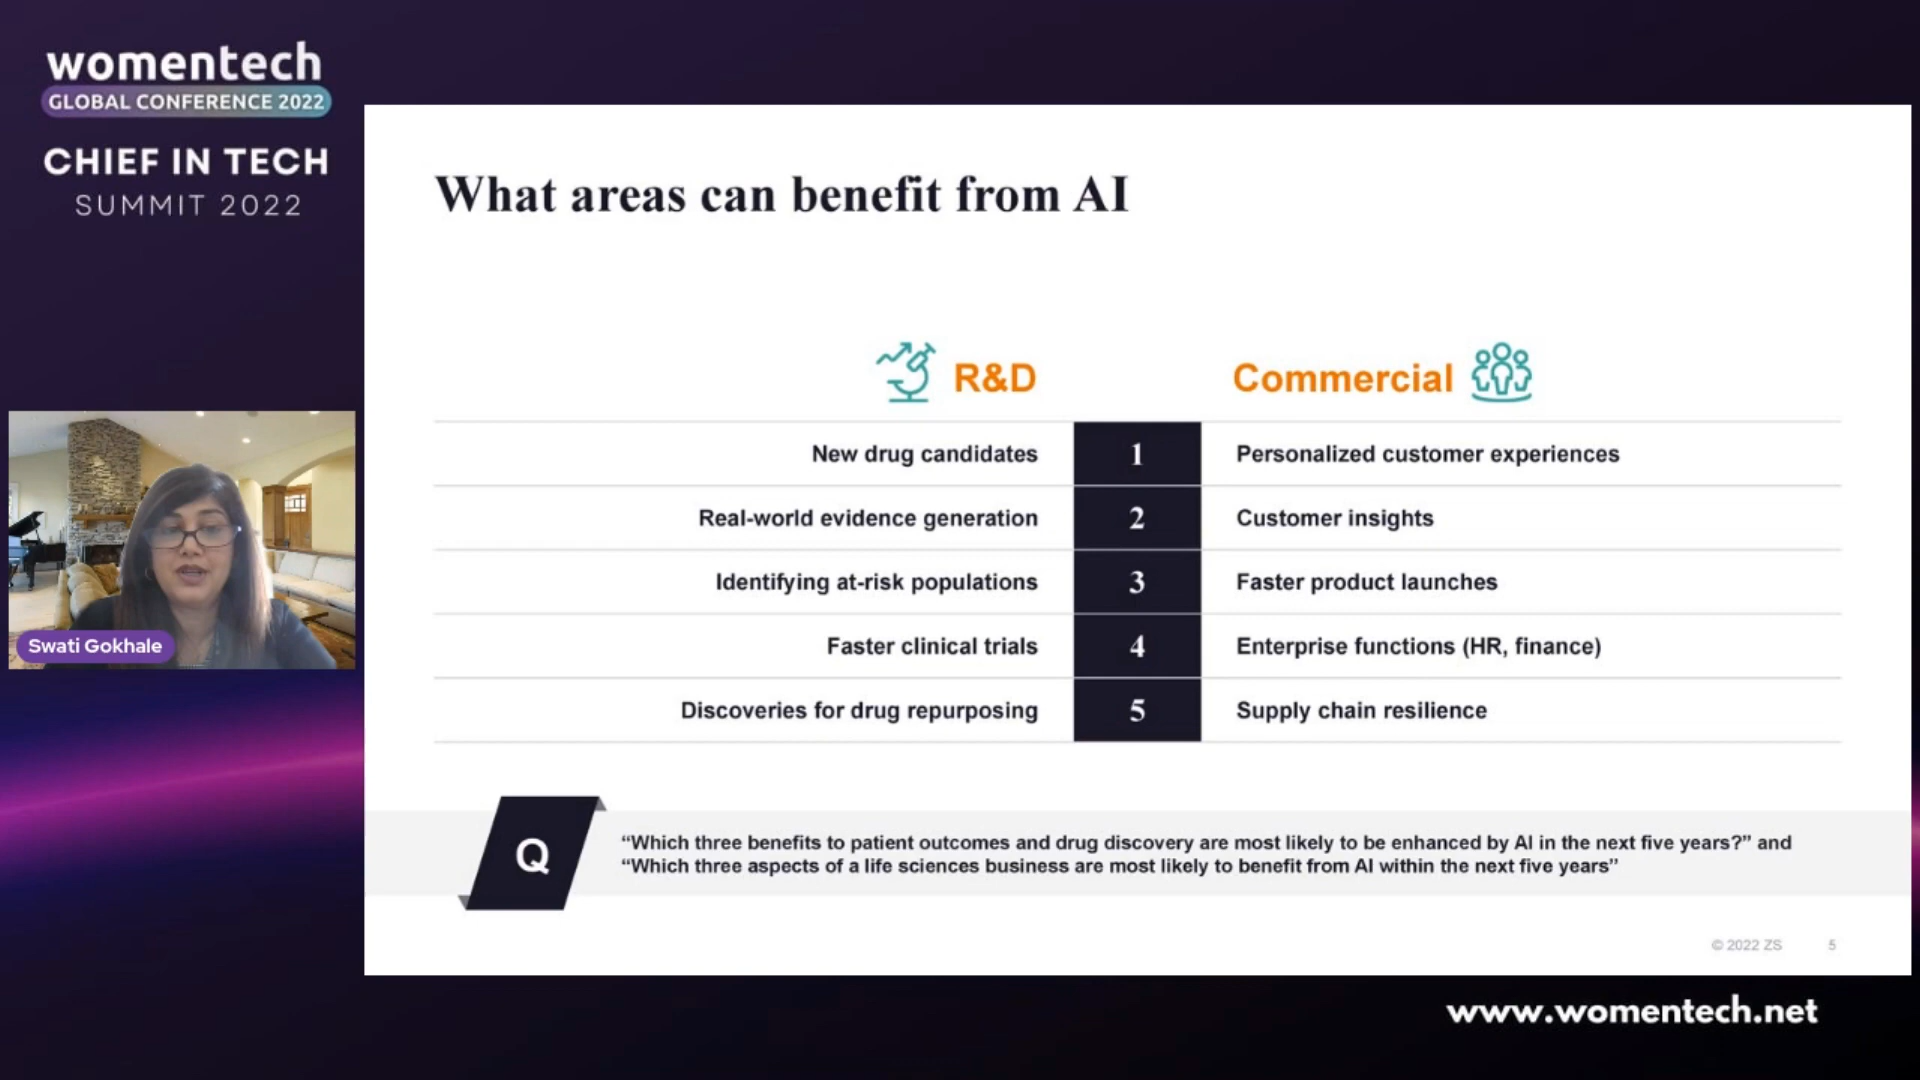 womentech
GLOBAL CONFERENCE 2022
CHIEF IN TECH
SUMMIT 2022
Swati Gokhale
What areas can benefit from AI
R&D
Commercial
New drug candidates 1 Personalized customer experiences
Real-world evidence generation 2 Customer insights
Identifying at-risk populations 3 Faster product launches
Faster clinical trials 4 Enterprise functions (HR, finance)
Discoveries for drug repurposing 5 Supply chain resilience
Q
“Which three benefits to patient outcomes and drug discovery are most likely to be enhanced by AI in the next five years?” and
“Which three aspects of a life sciences business are most likely to benefit from AI within the next five years”
© 2022 ZS 5
www.womentech.net